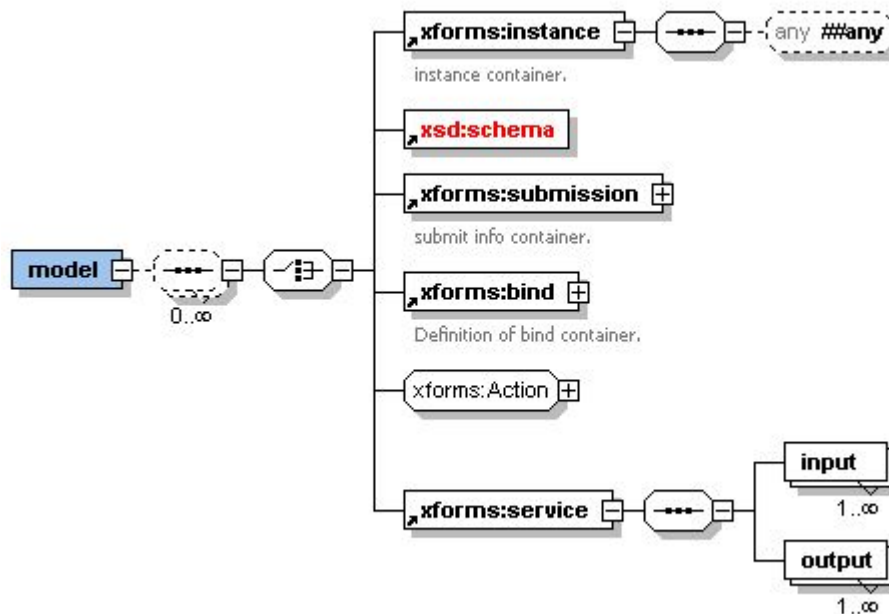 xforms:instance
any ##any
instance container.
xsd:schema
xforms:submission
submit info container.
model
0..∞
xforms:bind
Definition of bind container.
xforms:Action
xforms:service
input
1..∞
output
1..∞